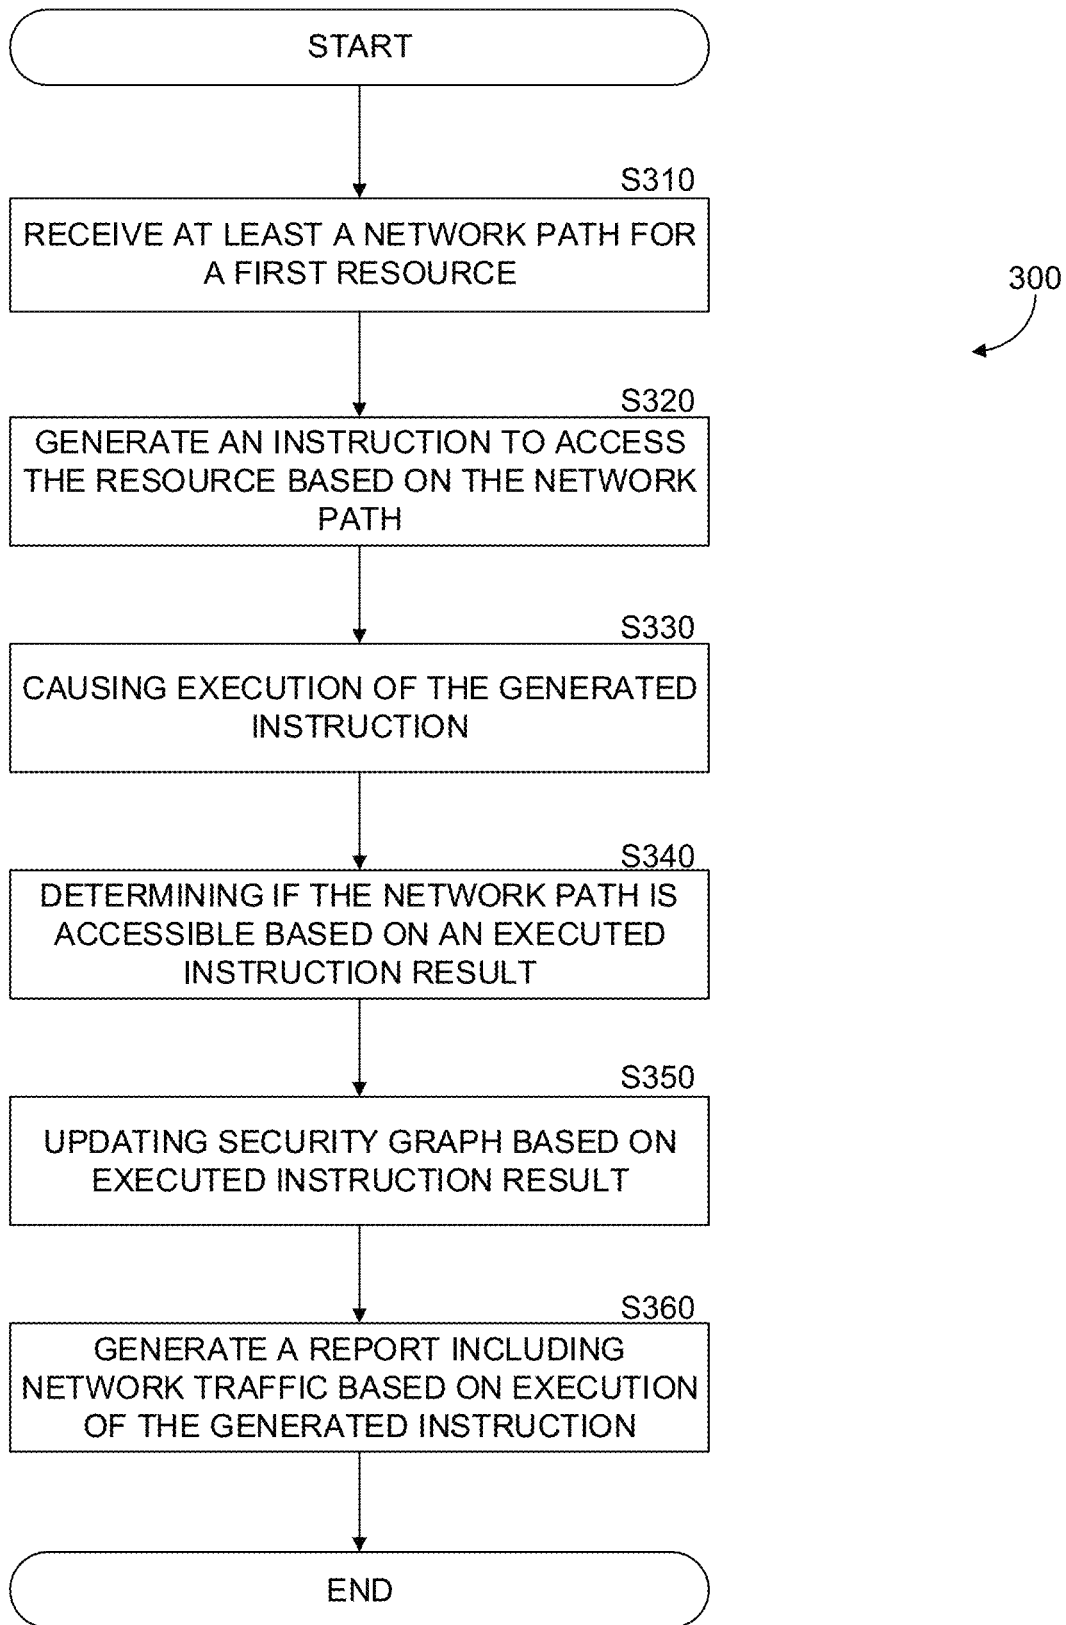 START
S310
RECEIVE AT LEAST A NETWORK PATH FOR
A FIRST RESOURCE
300
S320
GENERATE AN INSTRUCTION TO ACCESS
THE RESOURCE BASED ON THE NETWORK
PATH
S330
CAUSING EXECUTION OF THE GENERATED
INSTRUCTION
S340
DETERMINING IF THE NETWORK PATH IS
ACCESSIBLE BASED ON AN EXECUTED
INSTRUCTION RESULT
S350
UPDATING SECURITY GRAPH BASED ON
EXECUTED INSTRUCTION RESULT
S360
GENERATE A REPORT INCLUDING
NETWORK TRAFFIC BASED ON EXECUTION
OF THE GENERATED INSTRUCTION
END